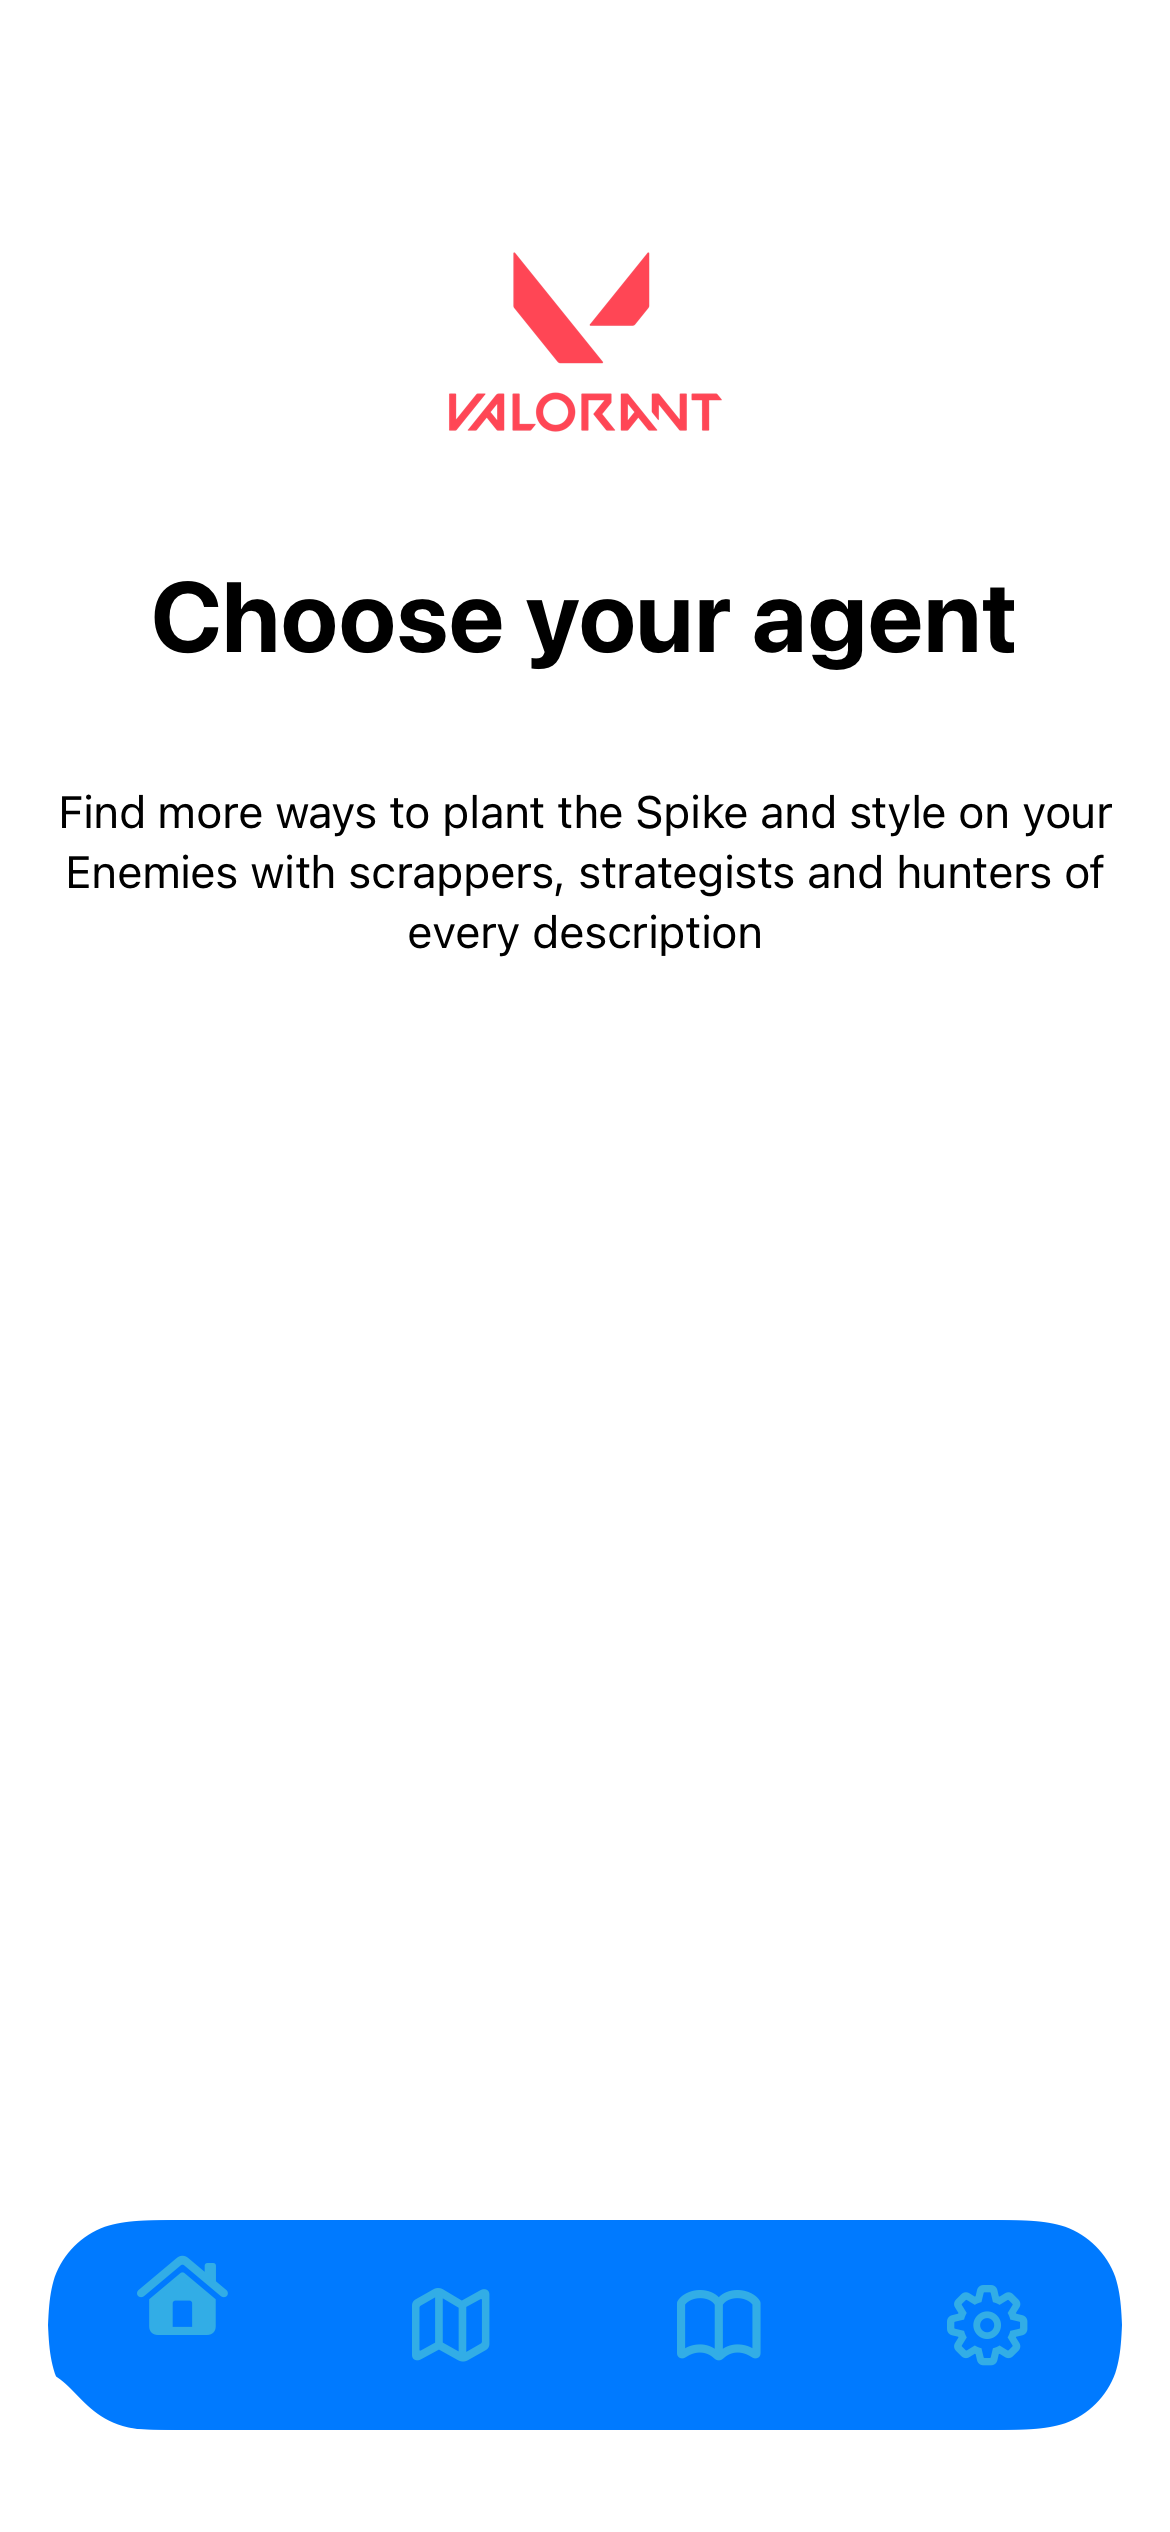 VALORANT
Choose your agent
Find more ways to plant the Spike and style on your
Enemies with scrappers, strategists and hunters of
every description